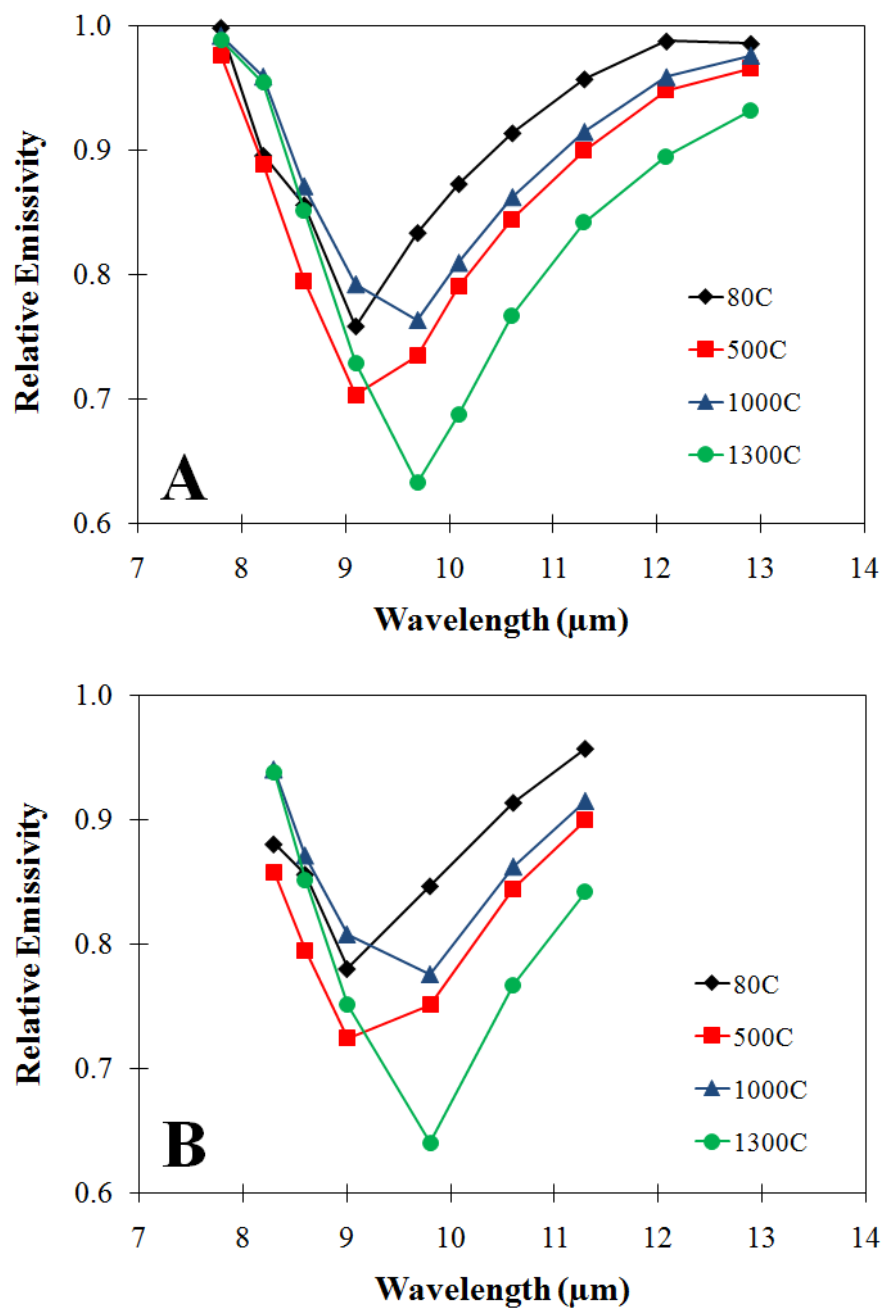 1.0
0.9
0.8
0.7
0.6
Relative Emissivity
80C
500C
1000C
1300C
A
7 8 9 10 11 12 13 14
Wavelength (µm)
1.0
0.9
0.8
0.7
0.6
Relative Emissivity
80C
500C
1000C
1300C
B
7 8 9 10 11 12 13 14
Wavelength (µm)